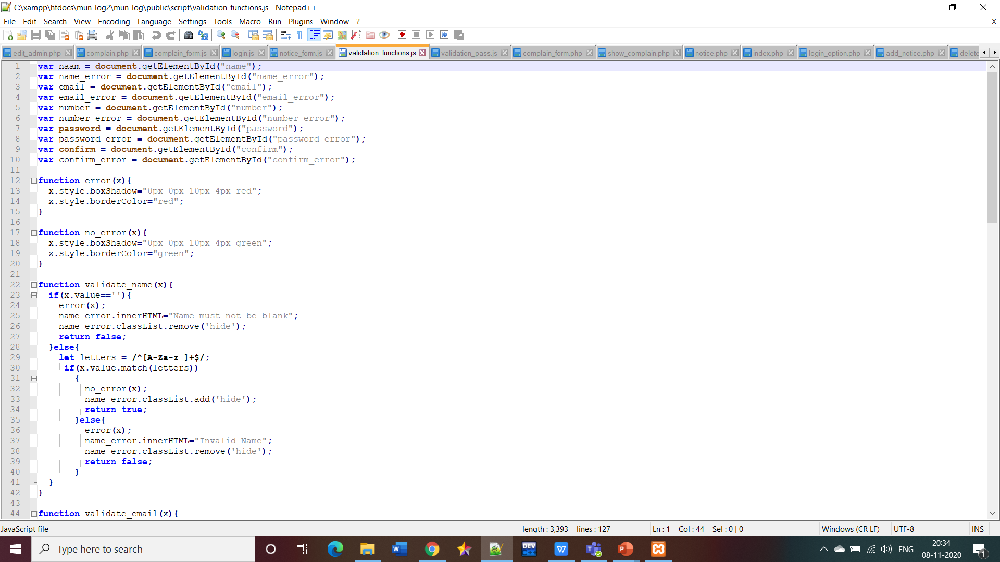 C:\xampp\htdocs\mun_log2\mun_log\public\script\validation_functions.js - Notepad++
File Edit Search View Encoding Language Settings Tools Macro Run Plugins Window ? X
edit_admin.php complain.php complain_form.js login.js notice_form.js validation_functions.js validation_pass.js complain_form.php show_complain.php notice.php index.php login_option.php add_notice.php delete
1 var naam = document.getElementById("name");
2 var name_error = document.getElementById("name_error");
3 var email = document.getElementById("email");
4 var email_error = document.getElementById("email_error");
5 var number = document.getElementById("number");
6 var number_error = document.getElementById("number_error");
7 var password = document.getElementById("password");
8 var password_error = document.getElementById("password_error");
9 var confirm = document.getElementById("confirm");
10 var confirm_error = document.getElementById("confirm_error");
11
12 function error(x){
13 x.style.boxShadow="0px 0px 10px 4px red";
14 x.style.borderColor="red";
15 }
16
17 function no_error(x){
18 x.style.boxShadow="0px 0px 10px 4px green";
19 x.style.borderColor="green";
20 }
21
22 function validate_name(x){
23 if(x.value==''){
24 error(x);
25 name_error.innerHTML="Name must not be blank";
26 name_error.classList.remove('hide');
27 return false;
28 }else{
29 let letters = /^[A-Za-z ]+$/;
30 if(x.value.match(letters))
31 {
32 no_error(x);
33 name_error.classList.add('hide');
34 return true;
35 }else{
36 error(x);
37 name_error.innerHTML="Invalid Name";
38 name_error.classList.remove('hide');
39 return false;
40 }
41 }
42 }
43
44 function validate_email(x){
JavaScript file length : 3,393 lines : 127 Ln : 1 Col : 44 Sel : 0 | 0 Windows (CR LF) UTF-8 INS
Type here to search
DEV
ENG
20:34
08-11-2020
1